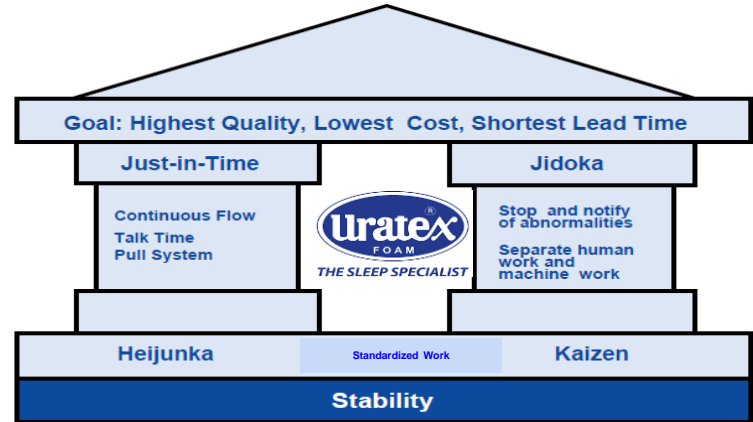 Goal: Highest Quality, Lowest Cost, Shortest Lead Time
Just-in-Time
Jidoka
Continuous Flow
Talk Time
Pull System
Uratex
®
FOAM
THE SLEEP SPECIALIST
Stop and notify
of abnormalities
Separate human
work and
machine work
Heijunka
Standardized Work
Kaizen
Stability